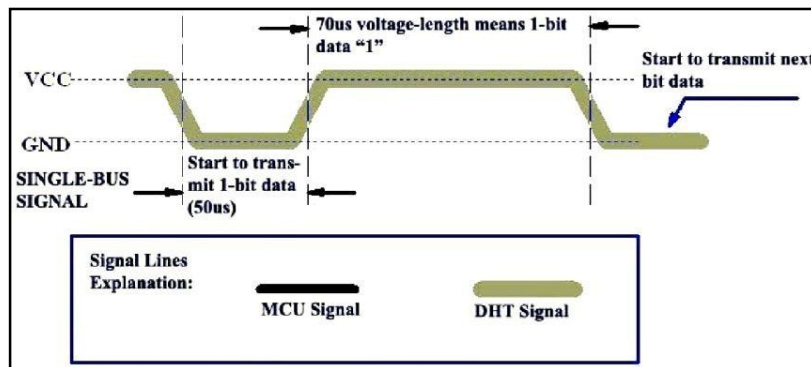 70us voltage-length means 1-bit
data “1”
Start to transmit next
bit data
VCC
GND
Start to trans-
mit 1-bit data
(50us)
SINGLE-BUS
SIGNAL
Signal Lines
Explanation:
MCU Signal
DHT Signal